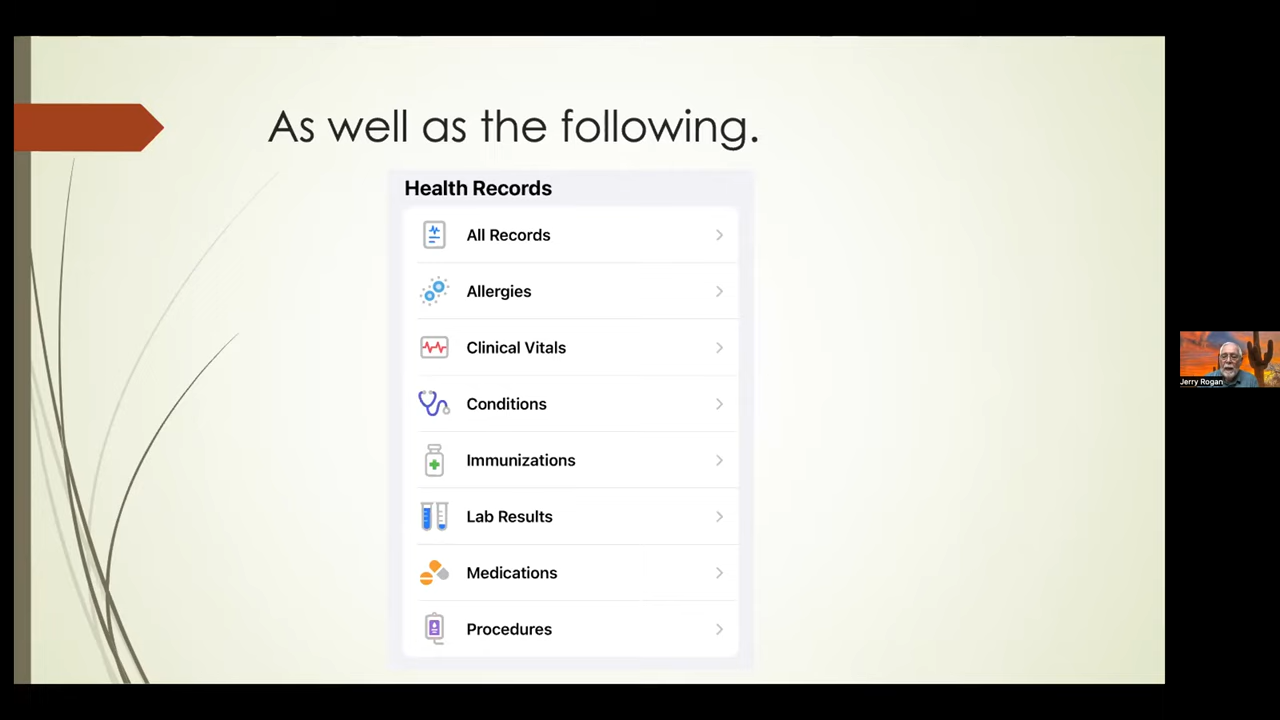 As well as the following.
Health Records
All Records
Allergies
Clinical Vitals
Conditions
Immunizations
Lab Results
Medications
Procedures
Jerry Rogan